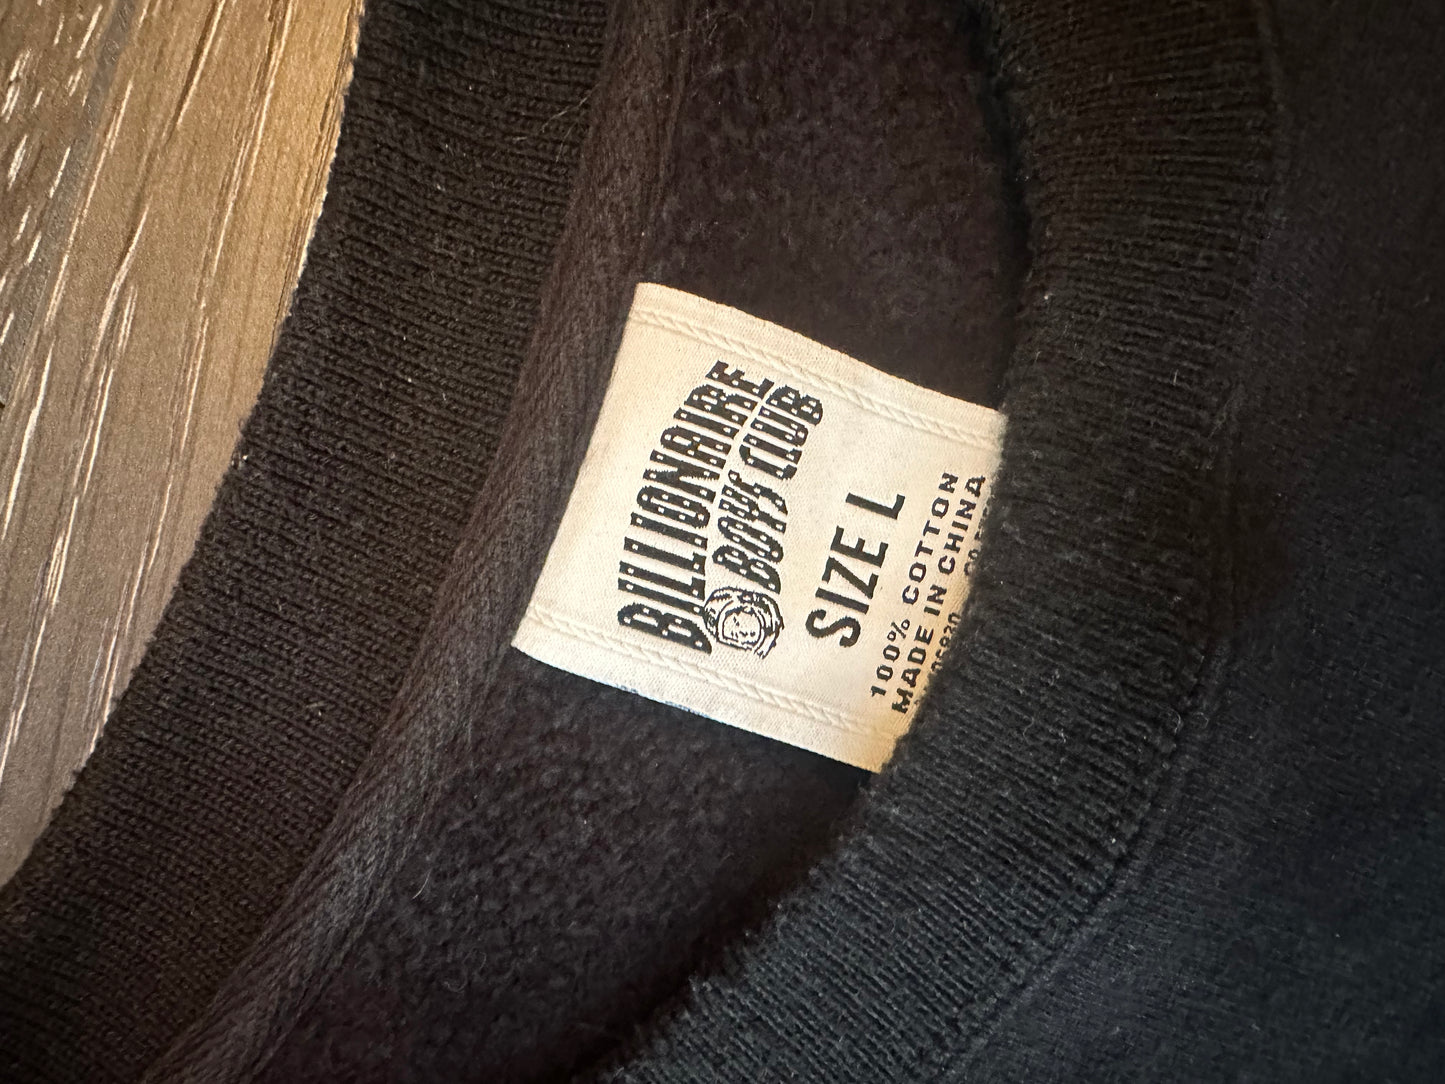 BILLIONAIRE
BOYS CLUB
SIZE L
100% COTTON
MADE IN CHINA